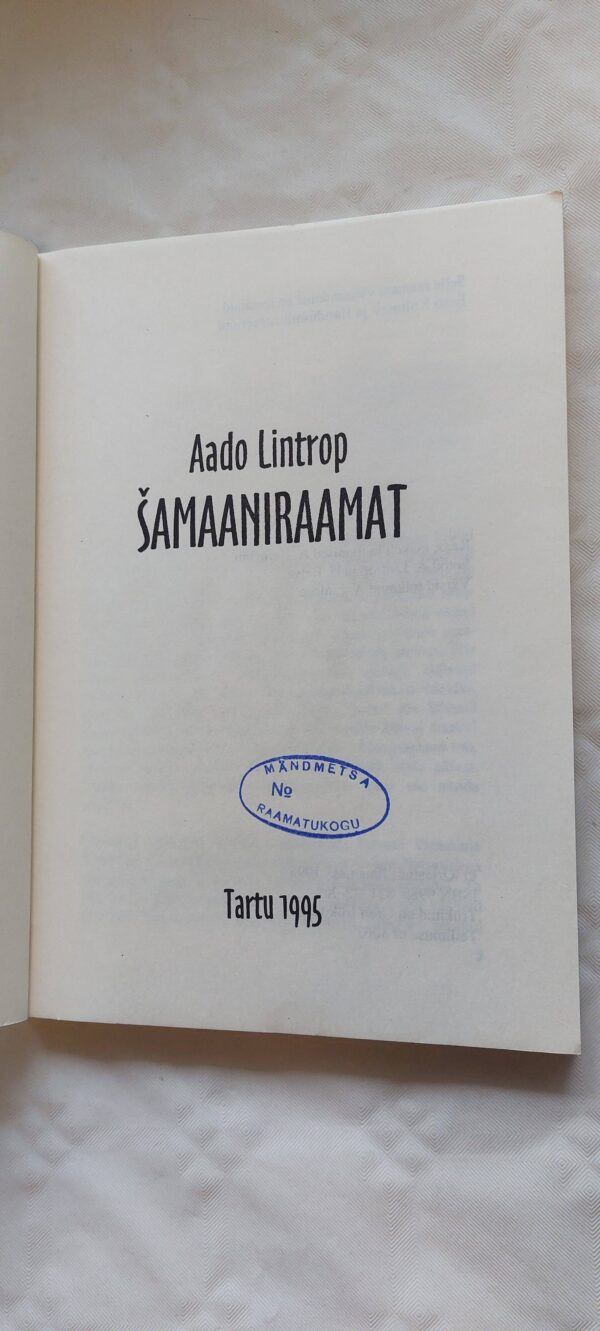 Aado Lintrop
ŠAMAANIRAAMAT
MÄNDMETSA
№
RAAMATUKOGU
Tartu 1995